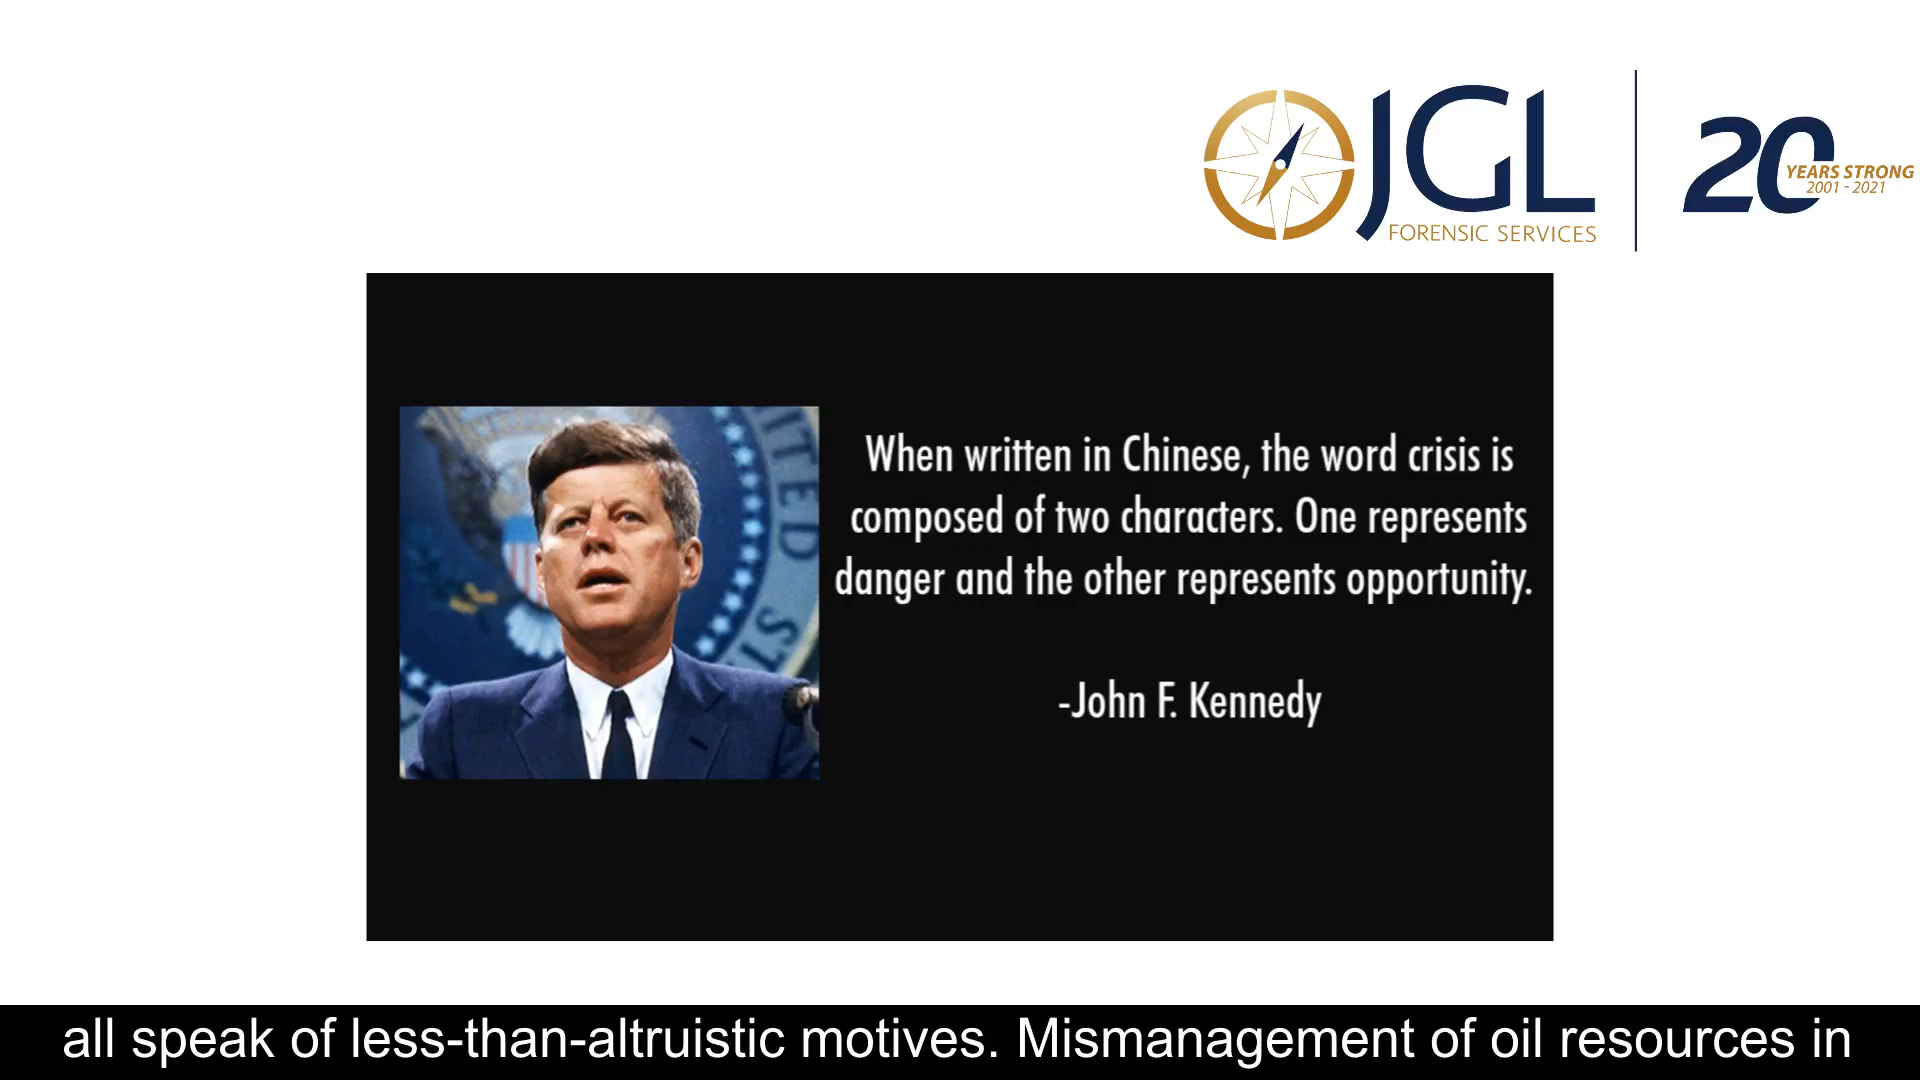 JGL
FORENSIC SERVICES
20
YEARS STRONG
2001 - 2021
When written in Chinese, the word crisis is
composed of two characters. One represents
danger and the other represents opportunity.
-John F. Kennedy
ITED
ST
all speak of less-than-altruistic motives. Mismanagement of oil resources in